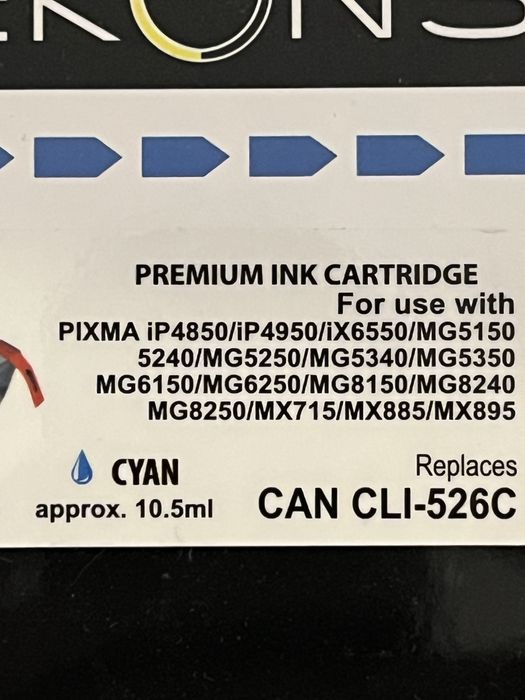 PREMIUM INK CARTRIDGE
For use with
PIXMA iP4850/iP4950/iX6550/MG5150
5240/MG5250/MG5340/MG5350
MG6150/MG6250/MG8150/MG8240
MG8250/MX715/MX885/MX895
CYAN
approx. 10.5ml
Replaces
CAN CLI-526C